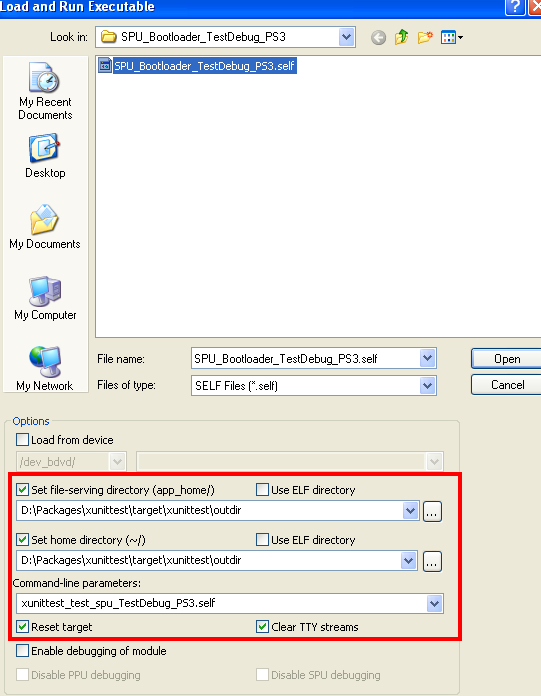 Load and Run Executable
Look in: SPU_Bootloader_TestDebug_PS3
SPU_Bootloader_TestDebug_PS3.self
My Recent
Documents
Desktop
My Documents
My Computer
My Network
File name: SPU_Bootloader_TestDebug_PS3.self Open
Files of type: SELF Files (*.self) Cancel
Options
Load from device
/dev_bdvd/
Set file-serving directory (app_home/) Use ELF directory
D:\Packages\xunittest\target\xunittest\outdir ...
Set home directory (~/) Use ELF directory
D:\Packages\xunittest\target\xunittest\outdir ...
Command-line parameters:
xunittest_test_spu_TestDebug_PS3.self
Reset target Clear TTY streams
Enable debugging of module
Disable PPU debugging Disable SPU debugging